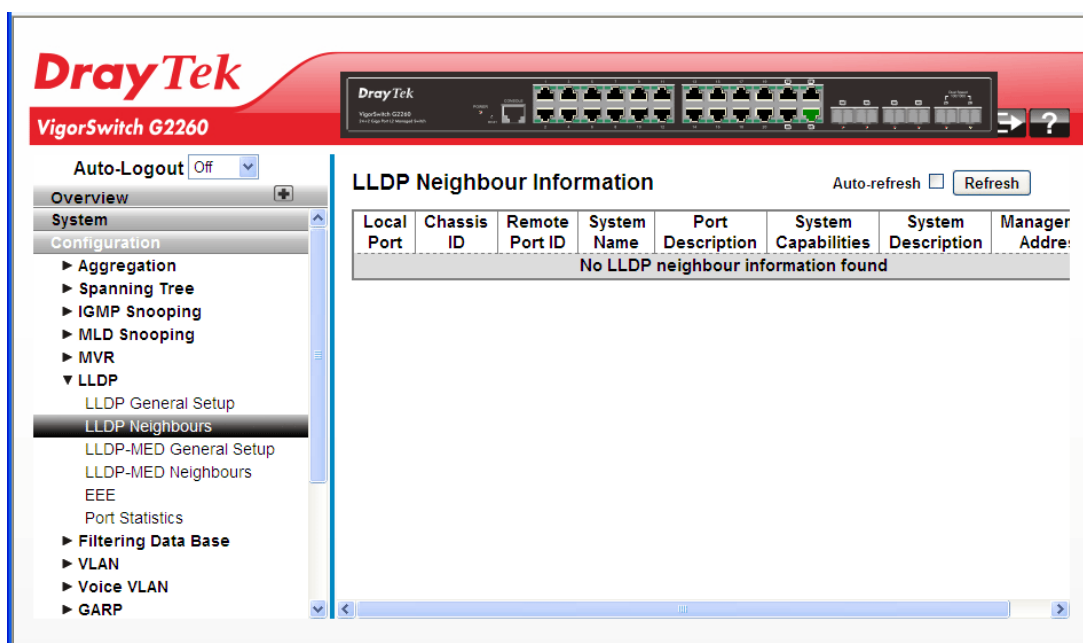 DrayTek
VigorSwitch G2260
DrayTek
VigorSwitch G2260
?
Auto-Logout Off
Overview
System
Configuration
► Aggregation
► Spanning Tree
► IGMP Snooping
► MLD Snooping
► MVR
▼ LLDP
LLDP General Setup
LLDP Neighbours
LLDP-MED General Setup
LLDP-MED Neighbours
EEE
Port Statistics
► Filtering Data Base
► VLAN
► Voice VLAN
► GARP
LLDP Neighbour Information
Auto-refresh Refresh
Local Port Chassis ID Remote Port ID System Name Port Description System Capabilities System Description Manager Addre
No LLDP neighbour information found